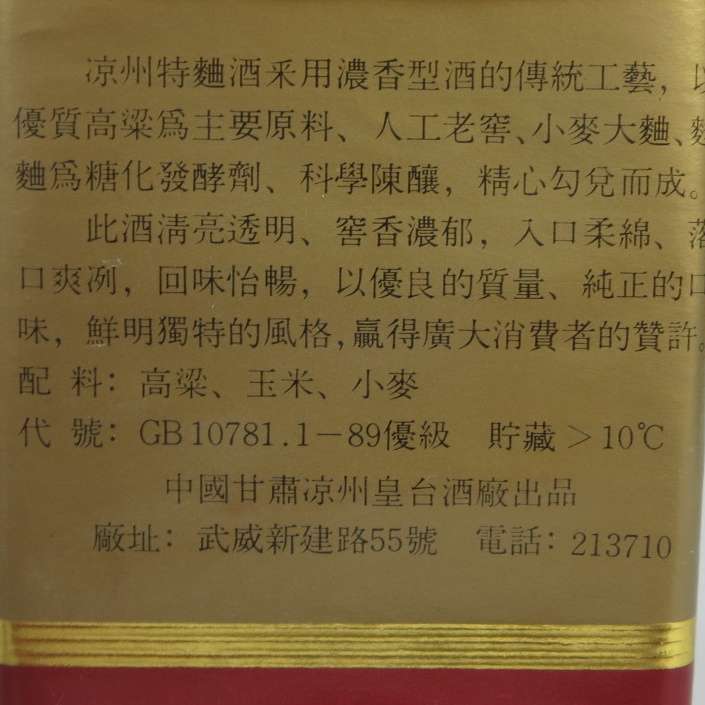 凉州特麯酒采用濃香型酒的傳統工藝，以
優質高粱爲主要原料、人工老窖、小麥大麯、麩
麯爲糖化發酵劑、科學陳釀，精心勾兌而成。
此酒淸亮透明、窖香濃郁，入口柔綿、落
口爽冽，回味怡暢，以優良的質量、純正的口
味，鮮明獨特的風格，贏得廣大消費者的贊許。
配料：高粱、玉米、小麥
代號：GB10781.1－89優級 貯藏＞10℃
中國甘肅凉州皇台酒廠出品
廠址：武威新建路55號 電話：213710